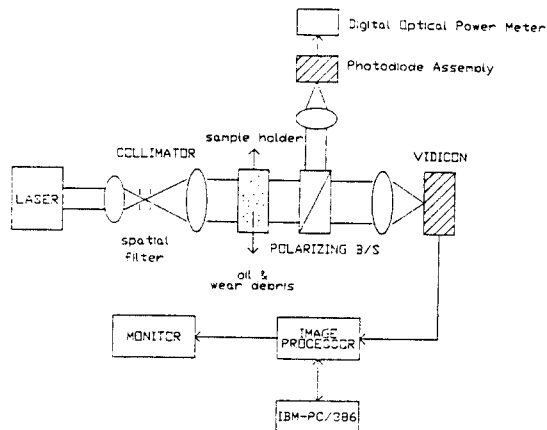 Digital Optical Power Meter
Photodiode Assembly
sample holder
COLLIMATOR
VIDICON
LASER
spatial
filter
POLARIZING B/S
oil &
wear debris
MONITOR
IMAGE
PROCESSOR
IBM-PC/386